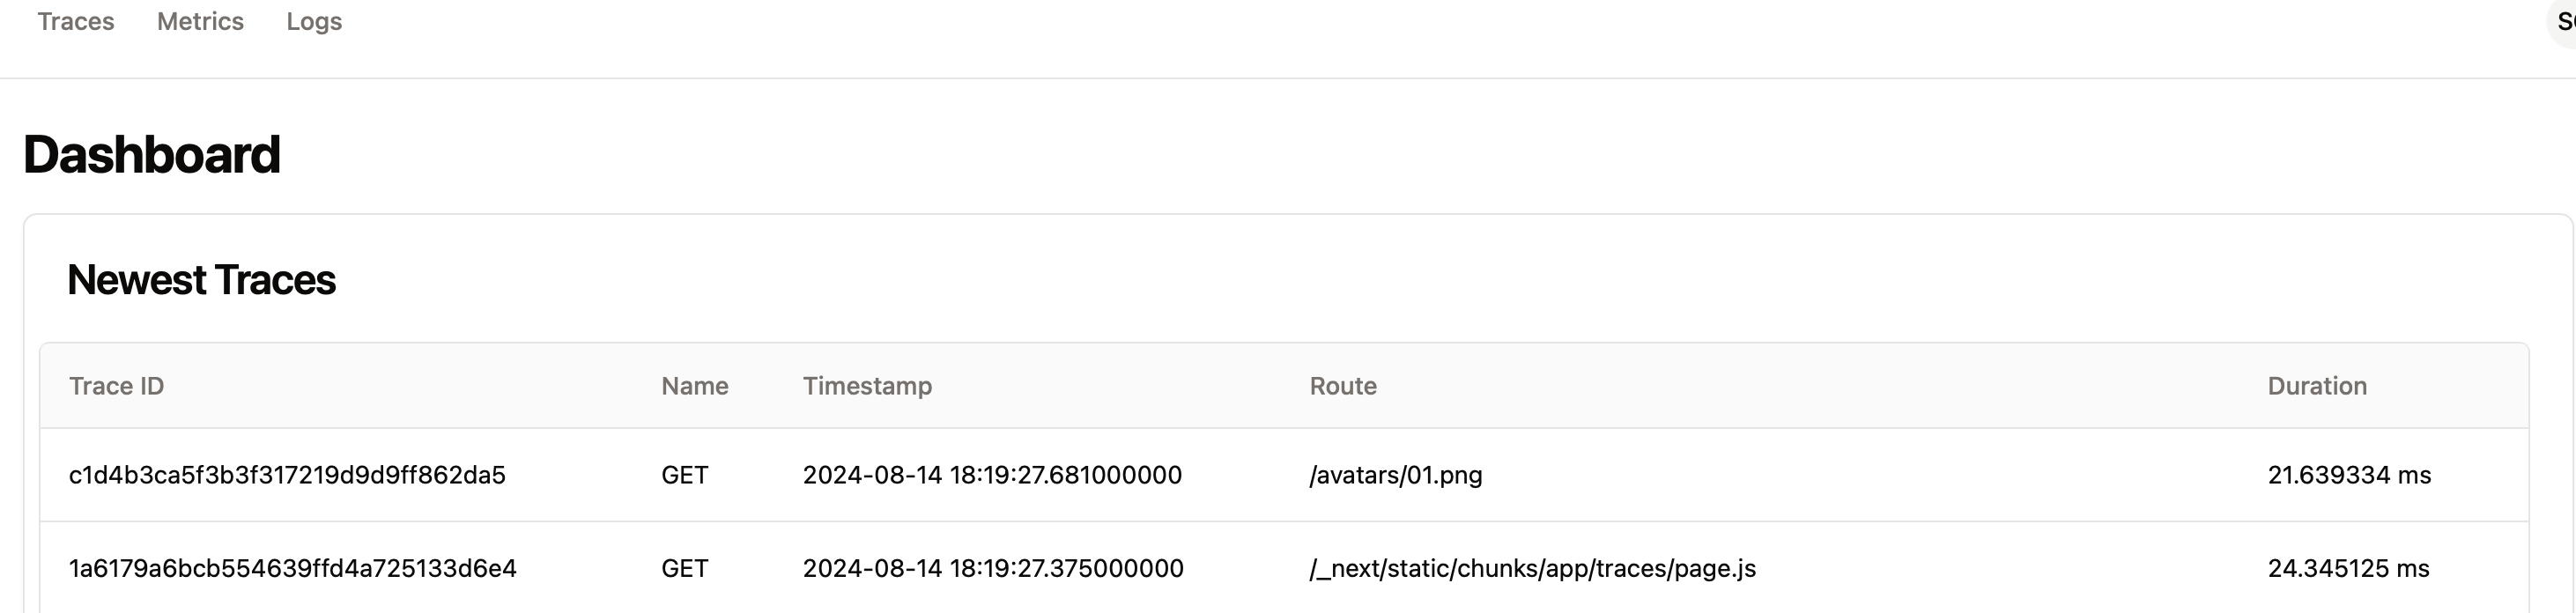 Traces Metrics Logs
Dashboard
Newest Traces
Trace ID Name Timestamp Route Duration
c1d4b3ca5f3b3f317219d9d9ff862da5 GET 2024-08-14 18:19:27.681000000 /avatars/01.png 21.639334 ms
1a6179a6bcb554639ffd4a725133d6e4 GET 2024-08-14 18:19:27.375000000 /_next/static/chunks/app/traces/page.js 24.345125 ms